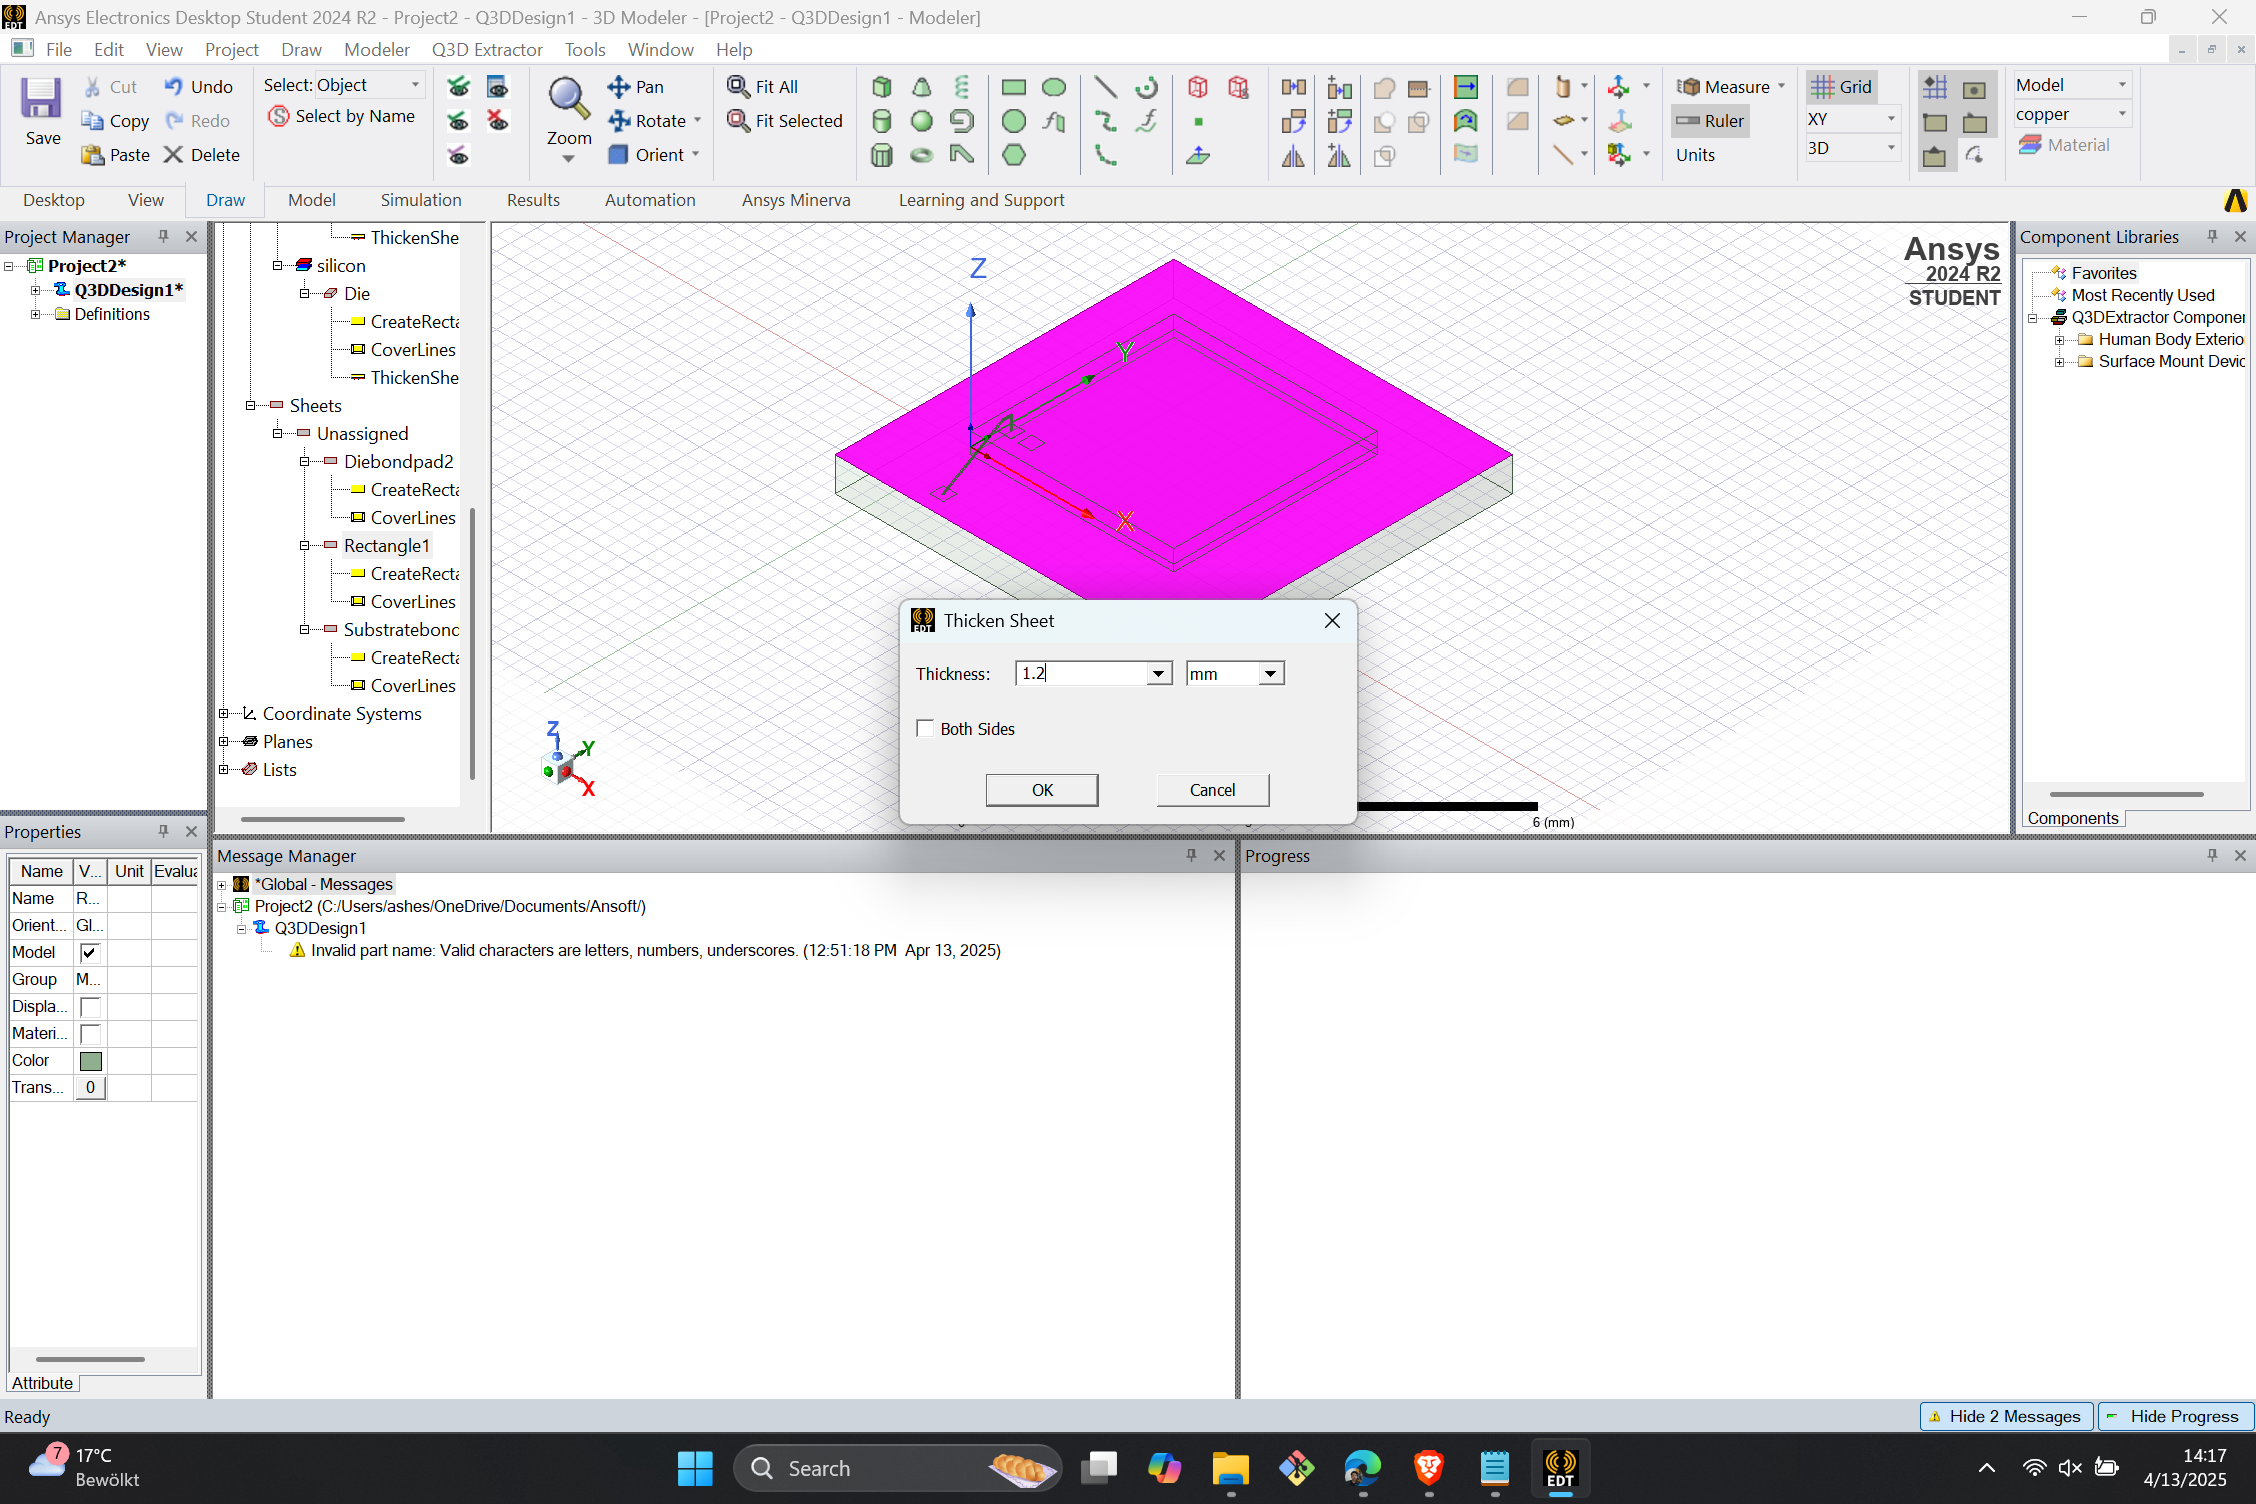 Ansys Electronics Desktop Student 2024 R2 - Project2 - Q3DDesign1 - 3D Modeler - [Project2 - Q3DDesign1 - Modeler]
File Edit View Project Draw Modeler Q3D Extractor Tools Window Help
Save
Cut
Copy
Paste
Undo
Redo
Delete
Select: Object
Select by Name
Zoom
Pan
Rotate
Orient
Fit All
Fit Selected
Measure
Ruler
Units
Grid
XY
3D
Model
copper
Material
Desktop View Draw Model Simulation Results Automation Ansys Minerva Learning and Support
Project Manager
Project2*
Q3DDesign1*
Definitions
ThickenShe
silicon
Die
CreateRecta
CoverLines
ThickenShe
Sheets
Unassigned
Diebondpad2
CreateRecta
CoverLines
Rectangle1
CreateRecta
CoverLines
Substratebond
CreateRecta
CoverLines
Coordinate Systems
Planes
Lists
Z
Y
X
Z
Y
X
Ansys
2024 R2
STUDENT
6 (mm)
Thicken Sheet
Thickness: 1.2 mm
Both Sides
OK Cancel
Component Libraries
Favorites
Most Recently Used
Q3DExtractor Componen
Human Body Exterio
Surface Mount Devic
Components
Properties
Name V... Unit Evalua
Name R...
Orient... Gl...
Model
Group M...
Displa...
Materi...
Color
Trans... 0
Attribute
Message Manager
*Global - Messages
Project2 (C:/Users/ashes/OneDrive/Documents/Ansoft/)
Q3DDesign1
Invalid part name: Valid characters are letters, numbers, underscores. (12:51:18 PM Apr 13, 2025)
Progress
Ready
Hide 2 Messages
Hide Progress
7
17°C
Bewölkt
Search
EDT
14:17
4/13/2025